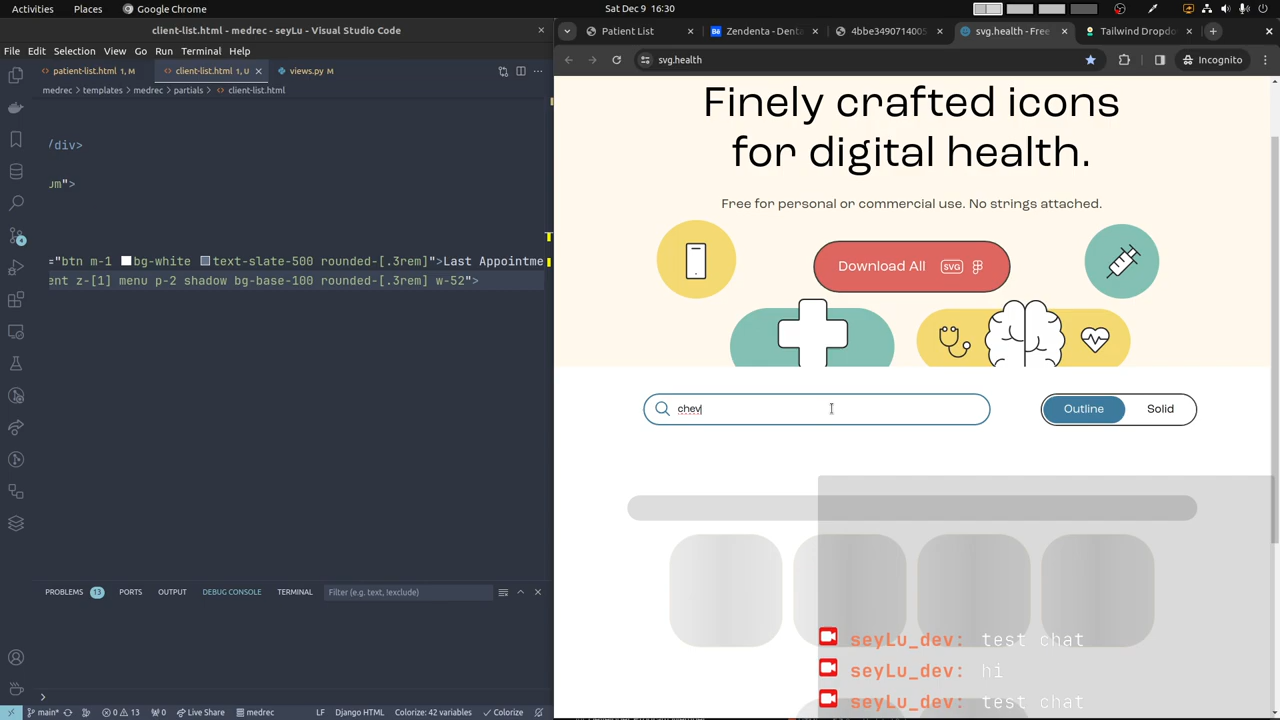 Activities
Places
Google Chrome
Sat Dec 9 16:30
client-list.html - medrec - seyLu - Visual Studio Code
File Edit Selection View Go Run Terminal Help
patient-list.html 1, M
client-list.html 1, U
views.py M
medrec > templates > medrec > partials > client-list.html
/div>
um">
="btn m-1 bg-white text-slate-500 rounded-[.3rem]">Last Appointme
ent z-[1] menu p-2 shadow bg-base-100 rounded-[.3rem] w-52">
PROBLEMS 13 PORTS OUTPUT DEBUG CONSOLE TERMINAL
Filter (e.g. text, !exclude)
main* 0 13 0 Live Share medrec LF Django HTML Colorize: 42 variables Colorize
Patient List
Zendenta - Denta
4bbe3490714005
svg.health - Free
Tailwind Dropdo
svg.health
Incognito
Finely crafted icons
for digital health.
Free for personal or commercial use. No strings attached.
Download All SVG
chev
Outline
Solid
seyLu_dev: test chat
seyLu_dev: hi
seyLu_dev: test chat